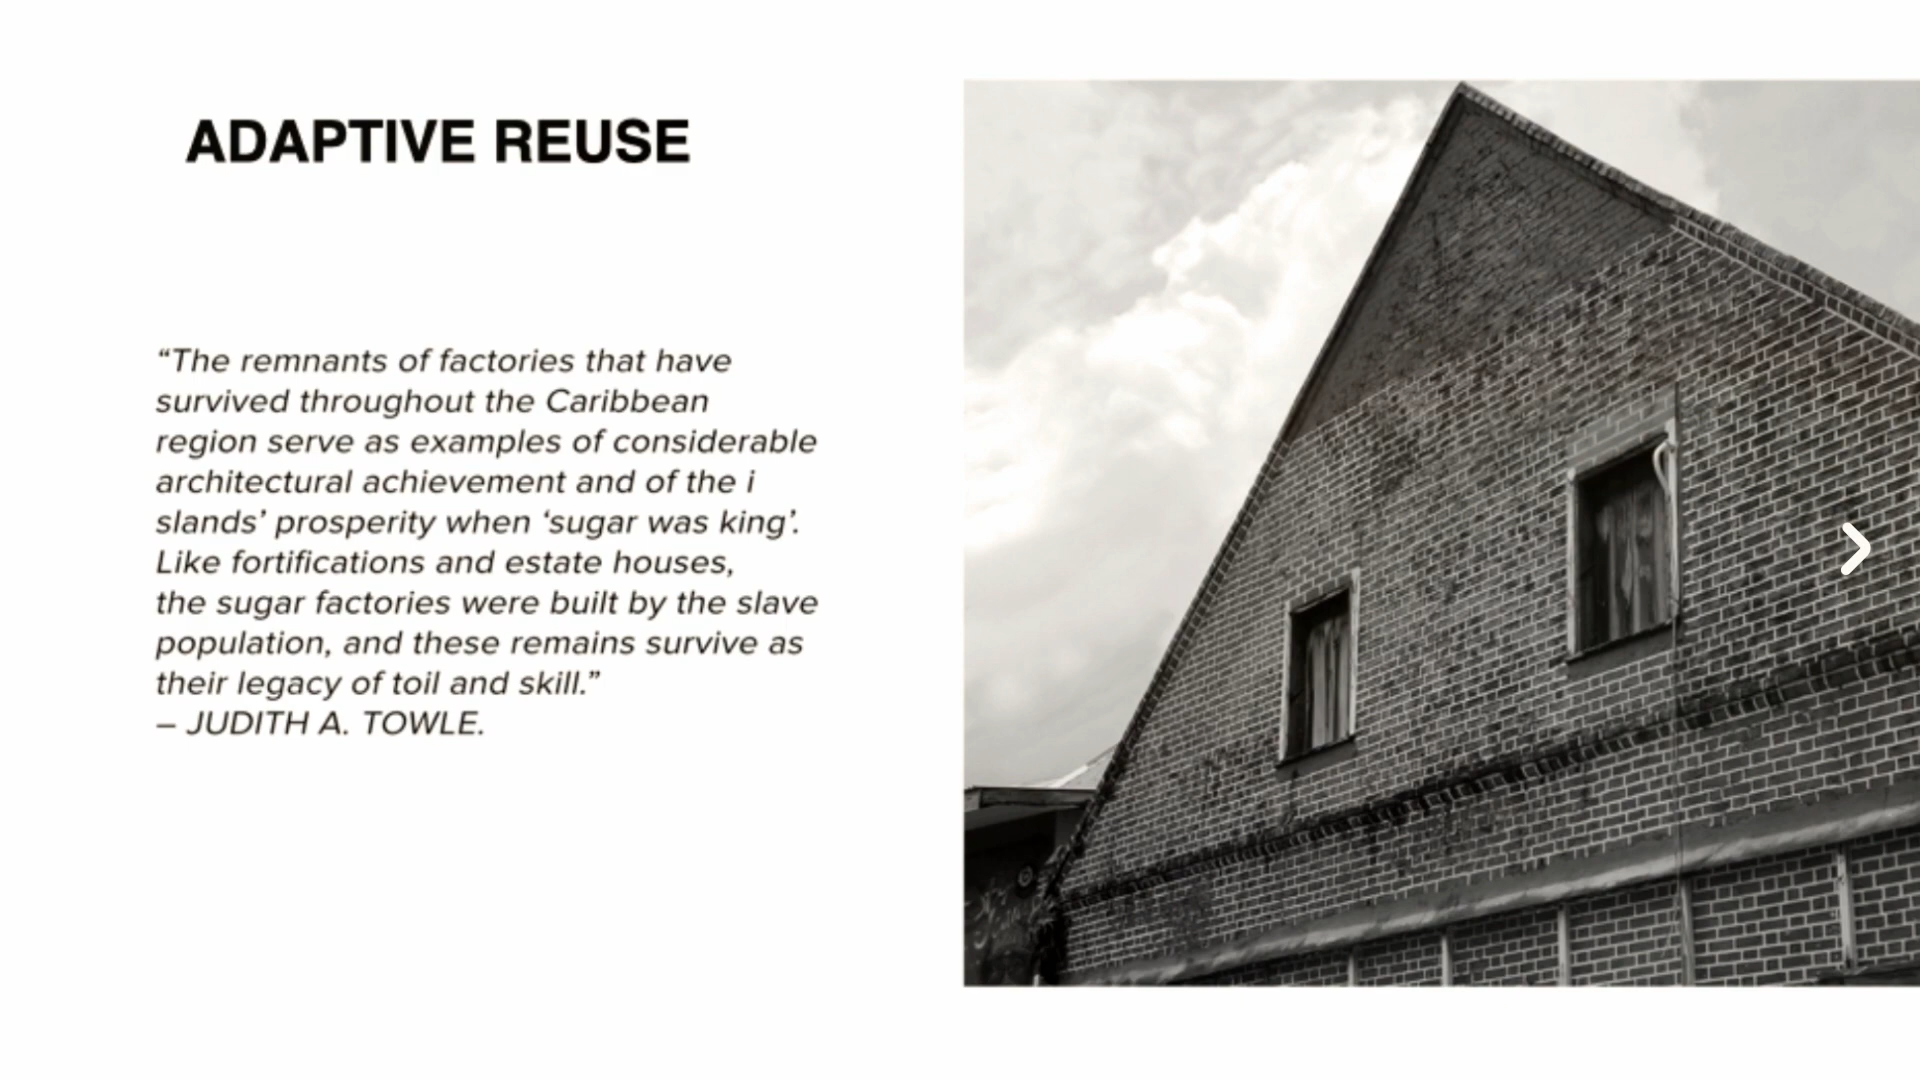 ADAPTIVE REUSE
“The remnants of factories that have
survived throughout the Caribbean
region serve as examples of considerable
architectural achievement and of the i
slands’ prosperity when ‘sugar was king’.
Like fortifications and estate houses,
the sugar factories were built by the slave
population, and these remains survive as
their legacy of toil and skill.”
– JUDITH A. TOWLE.